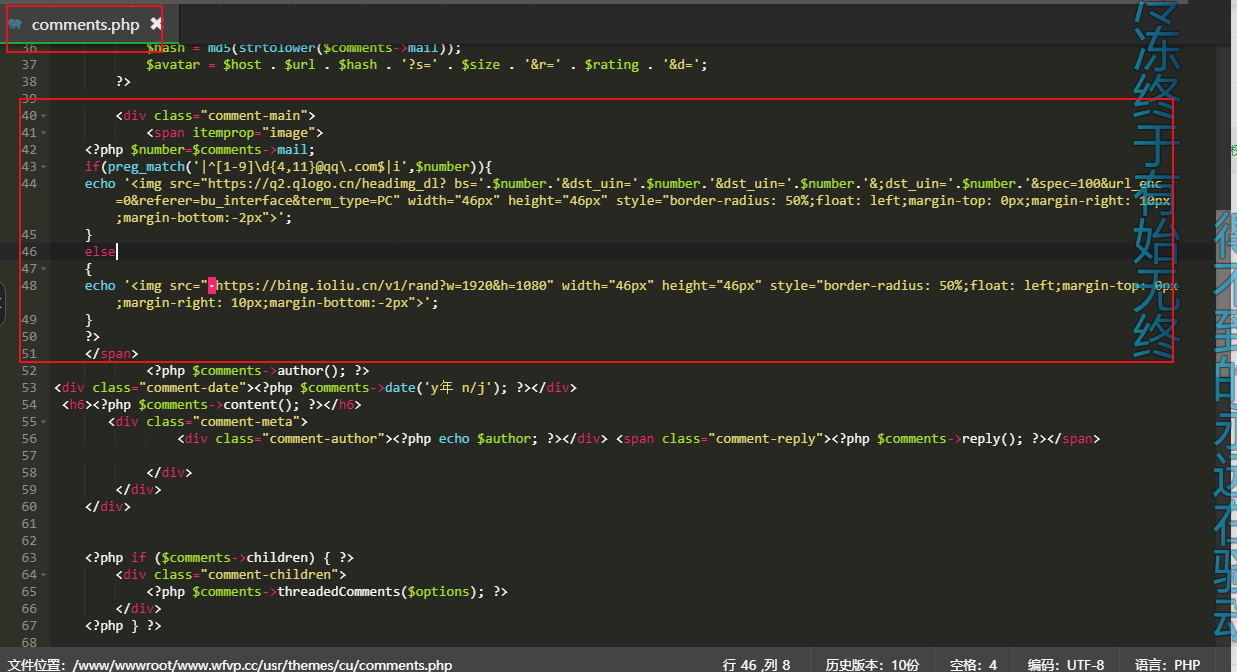 comments.php
36 $hash = md5(strtolower($comments->mail));
37 $avatar = $host . $url . $hash . '?s=' . $size . '&r=' . $rating . '&d=';
38 ?>
39
40 <div class="comment-main">
41 <span itemprop="image">
42 <?php $number=$comments->mail;
43 if(preg_match('|^[1-9]\d{4,11}@qq\.com$|i',$number)){
44 echo '<img src="https://q2.qlogo.cn/headimg_dl? bs='.$number.'&dst_uin='.$number.'&dst_uin='.$number.'&;dst_uin='.$number.'&spec=100&url_enc
=0&referer=bu_interface&term_type=PC" width="46px" height="46px" style="border-radius: 50%;float: left;margin-top: 0px;margin-right: 10px
;margin-bottom:-2px">';
45 }
46 else
47 {
48 echo '<img src="-https://bing.ioliu.cn/v1/rand?w=1920&h=1080" width="46px" height="46px" style="border-radius: 50%;float: left;margin-top: 0px
;margin-right: 10px;margin-bottom:-2px">';
49 }
50 ?>
51 </span>
52 <?php $comments->author(); ?>
53 <div class="comment-date"><?php $comments->date('y年 n/j'); ?></div>
54 <h6><?php $comments->content(); ?></h6>
55 <div class="comment-meta">
56 <div class="comment-author"><?php echo $author; ?></div> <span class="comment-reply"><?php $comments->reply(); ?></span>
57
58 </div>
59 </div>
60 </div>
61
62
63 <?php if ($comments->children) { ?>
64 <div class="comment-children">
65 <?php $comments->threadedComments($options); ?>
66 </div>
67 <?php } ?>
68
冷冻终于有始无终
得不到的永远在骚动
文件位置: /www/wwwroot/www.wfvp.cc/usr/themes/cu/comments.php
行 46 ,列 8
历史版本: 10份
空格: 4
编码: UTF-8
语言: PHP